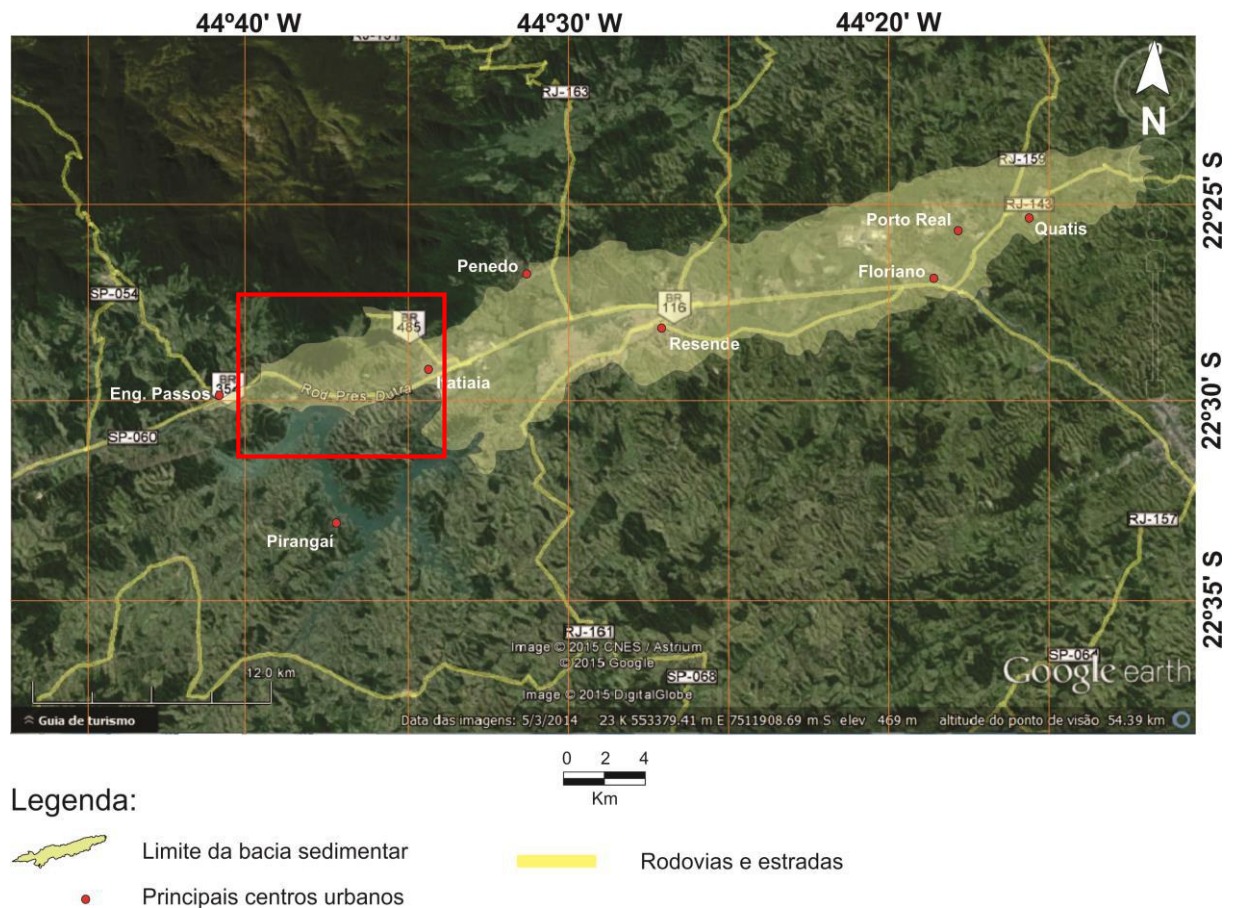 44º40' W
44º30' W
44º20' W
RJ-163
N
RJ-159
22º25' S
RJ-143
Porto Real
Quatis
Penedo
Floriano
SP-054
BR
485
BR
116
Resende
Itatiaia
BR
354
Eng. Passos
Rod. Pres. Dutra
22º30' S
SP-060
RJ-157
Pirangaí
22º35' S
RJ-161
Image © 2015 CNES / Astrium
© 2015 Google
SP-068
12.0 km
Google earth
Image © 2015 DigitalGlobe
Guia de turismo
Data das imagens: 5/3/2014 23 K 553379.41 m E 7511908.69 m S elev 469 m altitude do ponto de visão 54.39 km
0 2 4
Km
Legenda:
Limite da bacia sedimentar
Rodovias e estradas
Principais centros urbanos